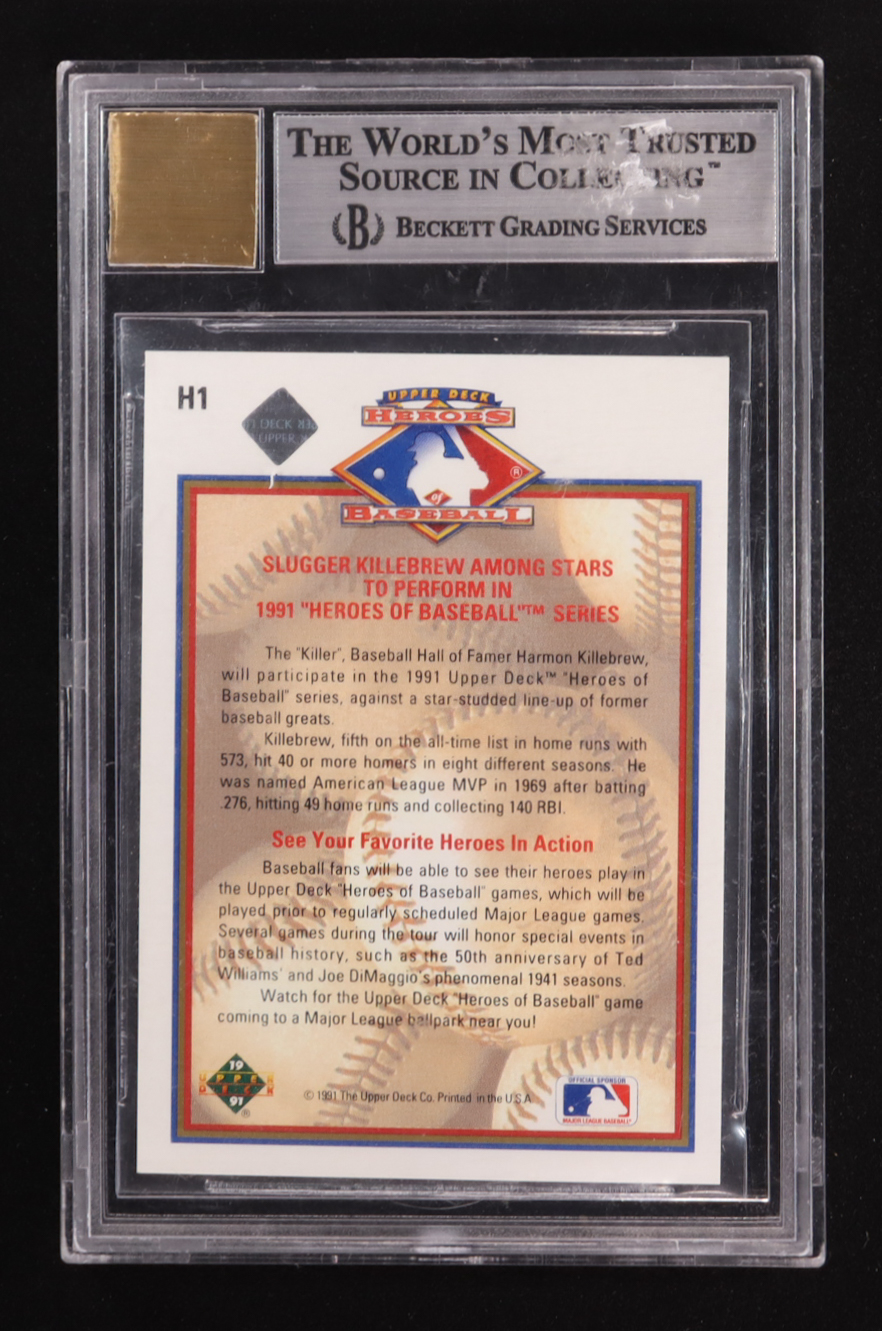 THE WORLD'S MOST TRUSTED
SOURCE IN COLLECTING™
B BECKETT GRADING SERVICES
H1
UPPER DECK
HEROES
of
BASEBALL
®
DECK
UPPER
SLUGGER KILLEBREW AMONG STARS
TO PERFORM IN
1991 "HEROES OF BASEBALL"™ SERIES
The "Killer", Baseball Hall of Famer Harmon Killebrew,
will participate in the 1991 Upper Deck™ "Heroes of
Baseball" series, against a star-studded line-up of former
baseball greats.
Killebrew, fifth on the all-time list in home runs with
573, hit 40 or more homers in eight different seasons. He
was named American League MVP in 1969 after batting
.276, hitting 49 home runs and collecting 140 RBI.
See Your Favorite Heroes In Action
Baseball fans will be able to see their heroes play in
the Upper Deck "Heroes of Baseball" games, which will be
played prior to regularly scheduled Major League games.
Several games during the tour will honor special events in
baseball history, such as the 50th anniversary of Ted
Williams' and Joe DiMaggio's phenomenal 1941 seasons.
Watch for the Upper Deck "Heroes of Baseball" game
coming to a Major League ballpark near you!
19
UPPER
DECK
91
®
© 1991 The Upper Deck Co. Printed in the U.S.A.
OFFICIAL SPONSOR
MAJOR LEAGUE BASEBALL®